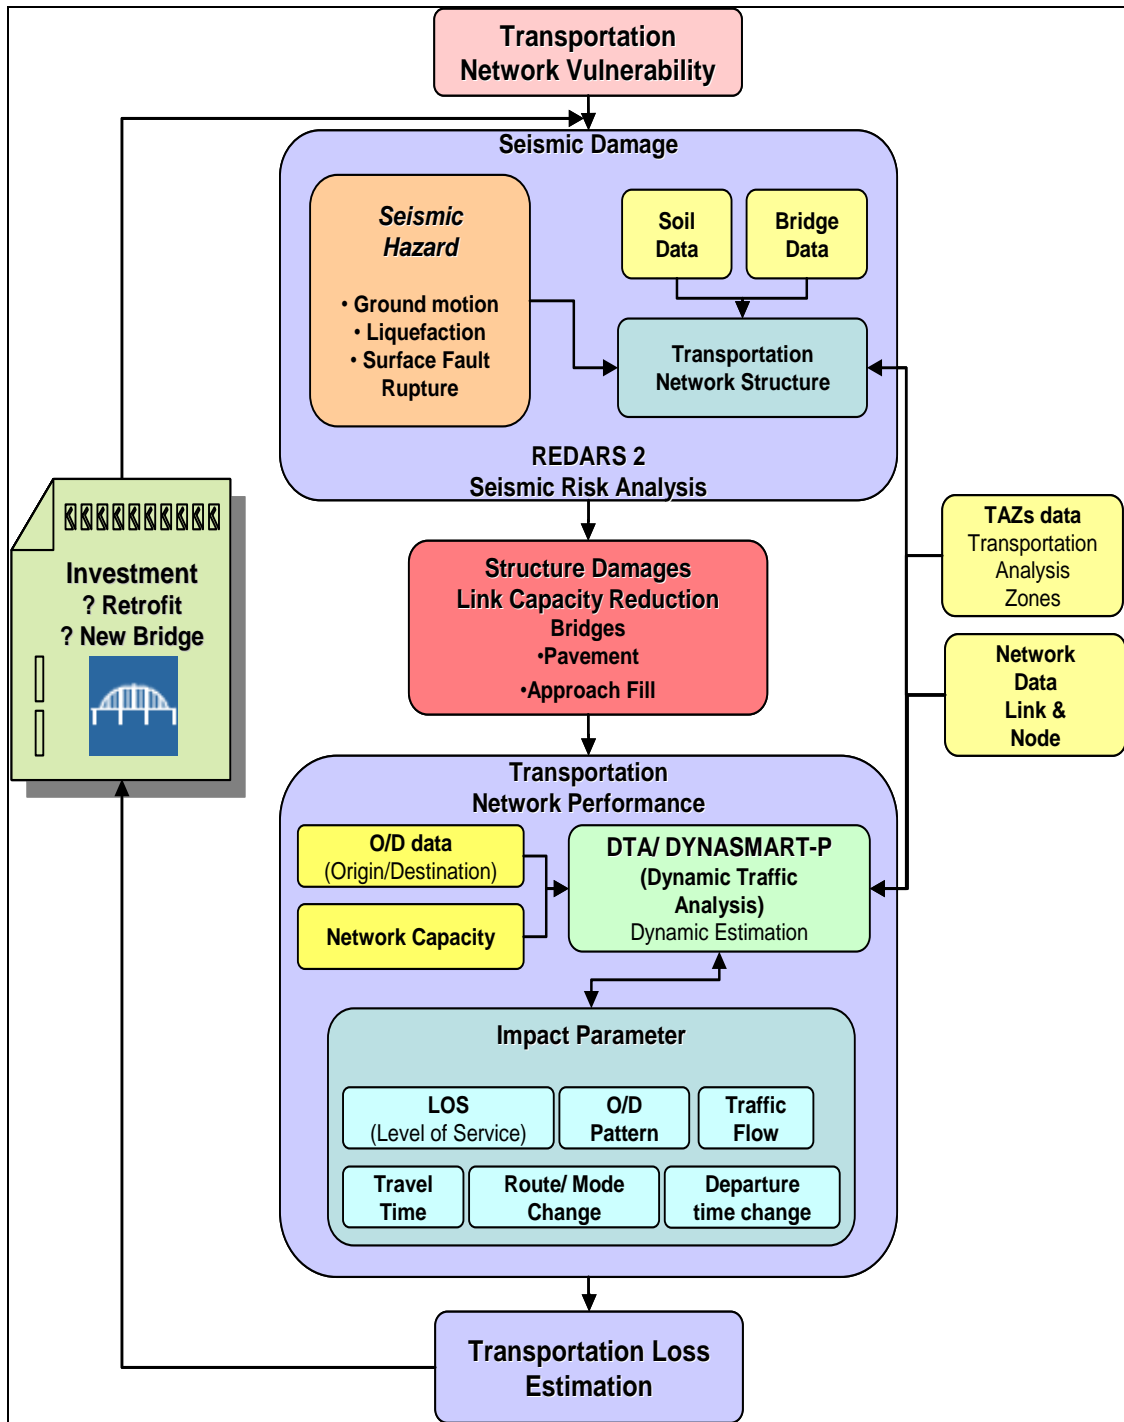 Transportation
Network Vulnerability
Seismic Damage
Seismic
Hazard
• Ground motion
• Liquefaction
• Surface Fault
Rupture
Soil
Data
Bridge
Data
Transportation
Network Structure
REDARS 2
Seismic Risk Analysis
Investment
? Retrofit
? New Bridge
TAZs data
Transportation
Analysis
Zones
Network
Data
Link &
Node
Structure Damages
Link Capacity Reduction
Bridges
•Pavement
•Approach Fill
Transportation
Network Performance
O/D data
(Origin/Destination)
Network Capacity
DTA/ DYNASMART-P
(Dynamic Traffic
Analysis)
Dynamic Estimation
Impact Parameter
LOS
(Level of Service)
O/D
Pattern
Traffic
Flow
Travel
Time
Route/ Mode
Change
Departure
time change
Transportation Loss
Estimation